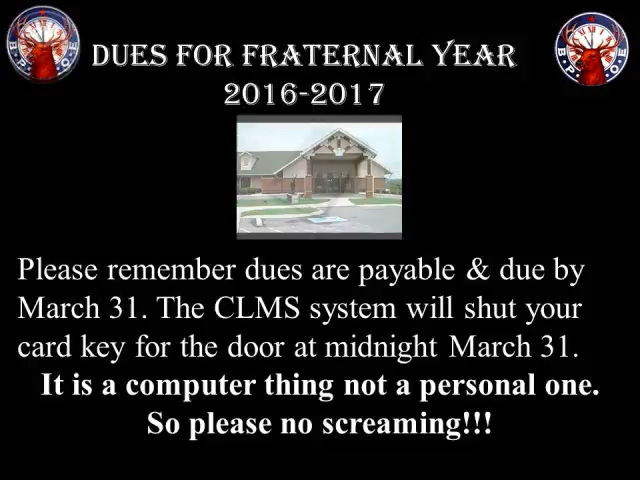 DUES FOR FRATERNAL YEAR
2016-2017
Please remember dues are payable & due by
March 31. The CLMS system will shut your
card key for the door at midnight March 31.
It is a computer thing not a personal one.
So please no screaming!!!
B.P.O.E
B.P.O.E